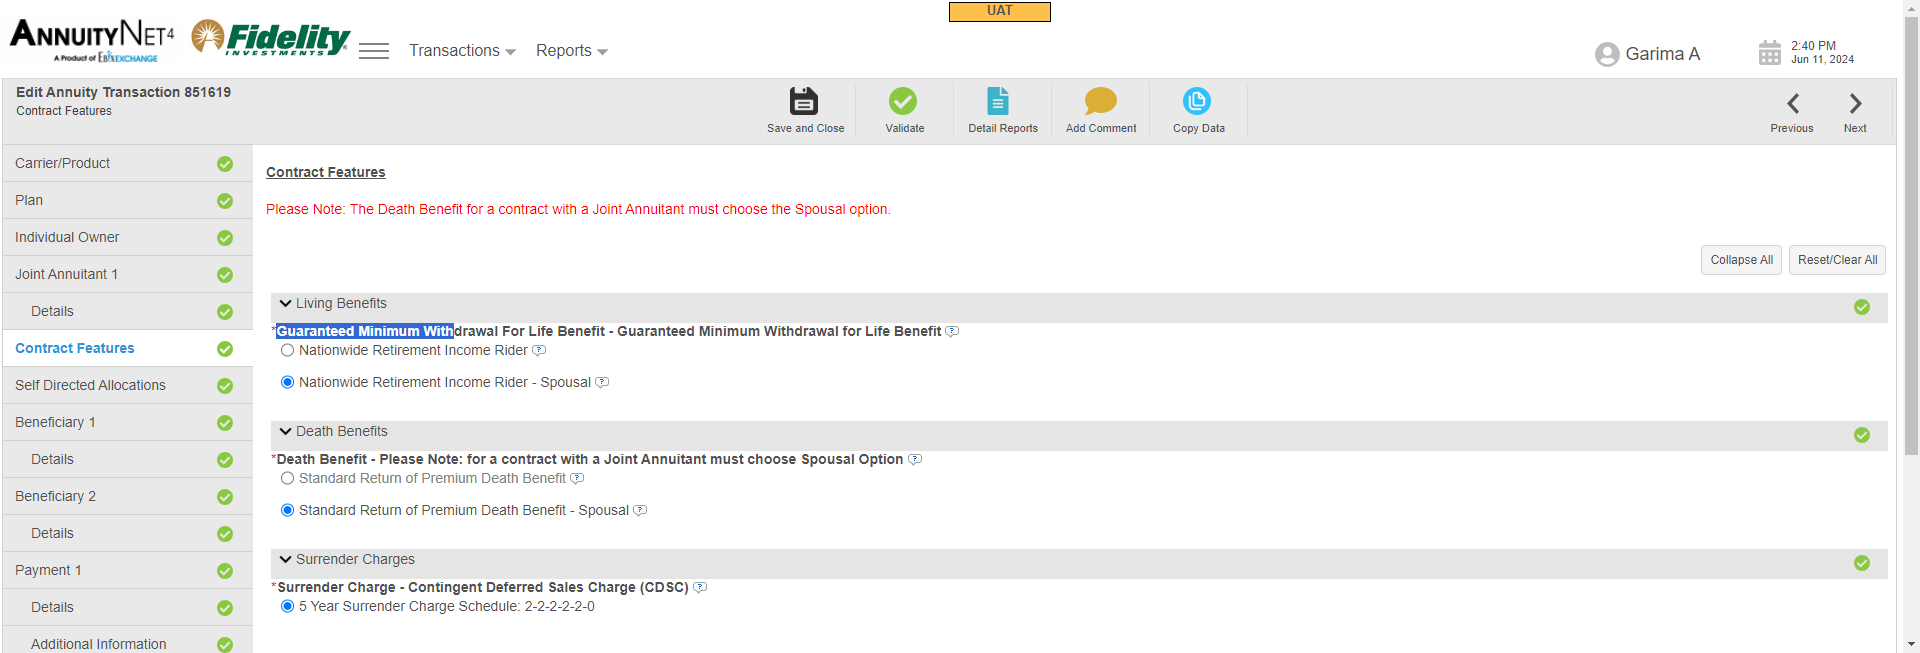 UAT
ANNUITYNET4
A Product of EbixEXCHANGE
Fidelity
INVESTMENTS
Transactions
Reports
Garima A
2:40 PM
Jun 11, 2024
Edit Annuity Transaction 851619
Contract Features
Save and Close
Validate
Detail Reports
Add Comment
Copy Data
Previous
Next
Carrier/Product
Plan
Individual Owner
Joint Annuitant 1
Details
Contract Features
Self Directed Allocations
Beneficiary 1
Details
Beneficiary 2
Details
Payment 1
Details
Additional Information
Contract Features
Please Note: The Death Benefit for a contract with a Joint Annuitant must choose the Spousal option.
Collapse All
Reset/Clear All
Living Benefits
*Guaranteed Minimum Withdrawal For Life Benefit - Guaranteed Minimum Withdrawal for Life Benefit ?
Nationwide Retirement Income Rider ?
Nationwide Retirement Income Rider - Spousal ?
Death Benefits
*Death Benefit - Please Note: for a contract with a Joint Annuitant must choose Spousal Option ?
Standard Return of Premium Death Benefit ?
Standard Return of Premium Death Benefit - Spousal ?
Surrender Charges
*Surrender Charge - Contingent Deferred Sales Charge (CDSC) ?
5 Year Surrender Charge Schedule: 2-2-2-2-2-0